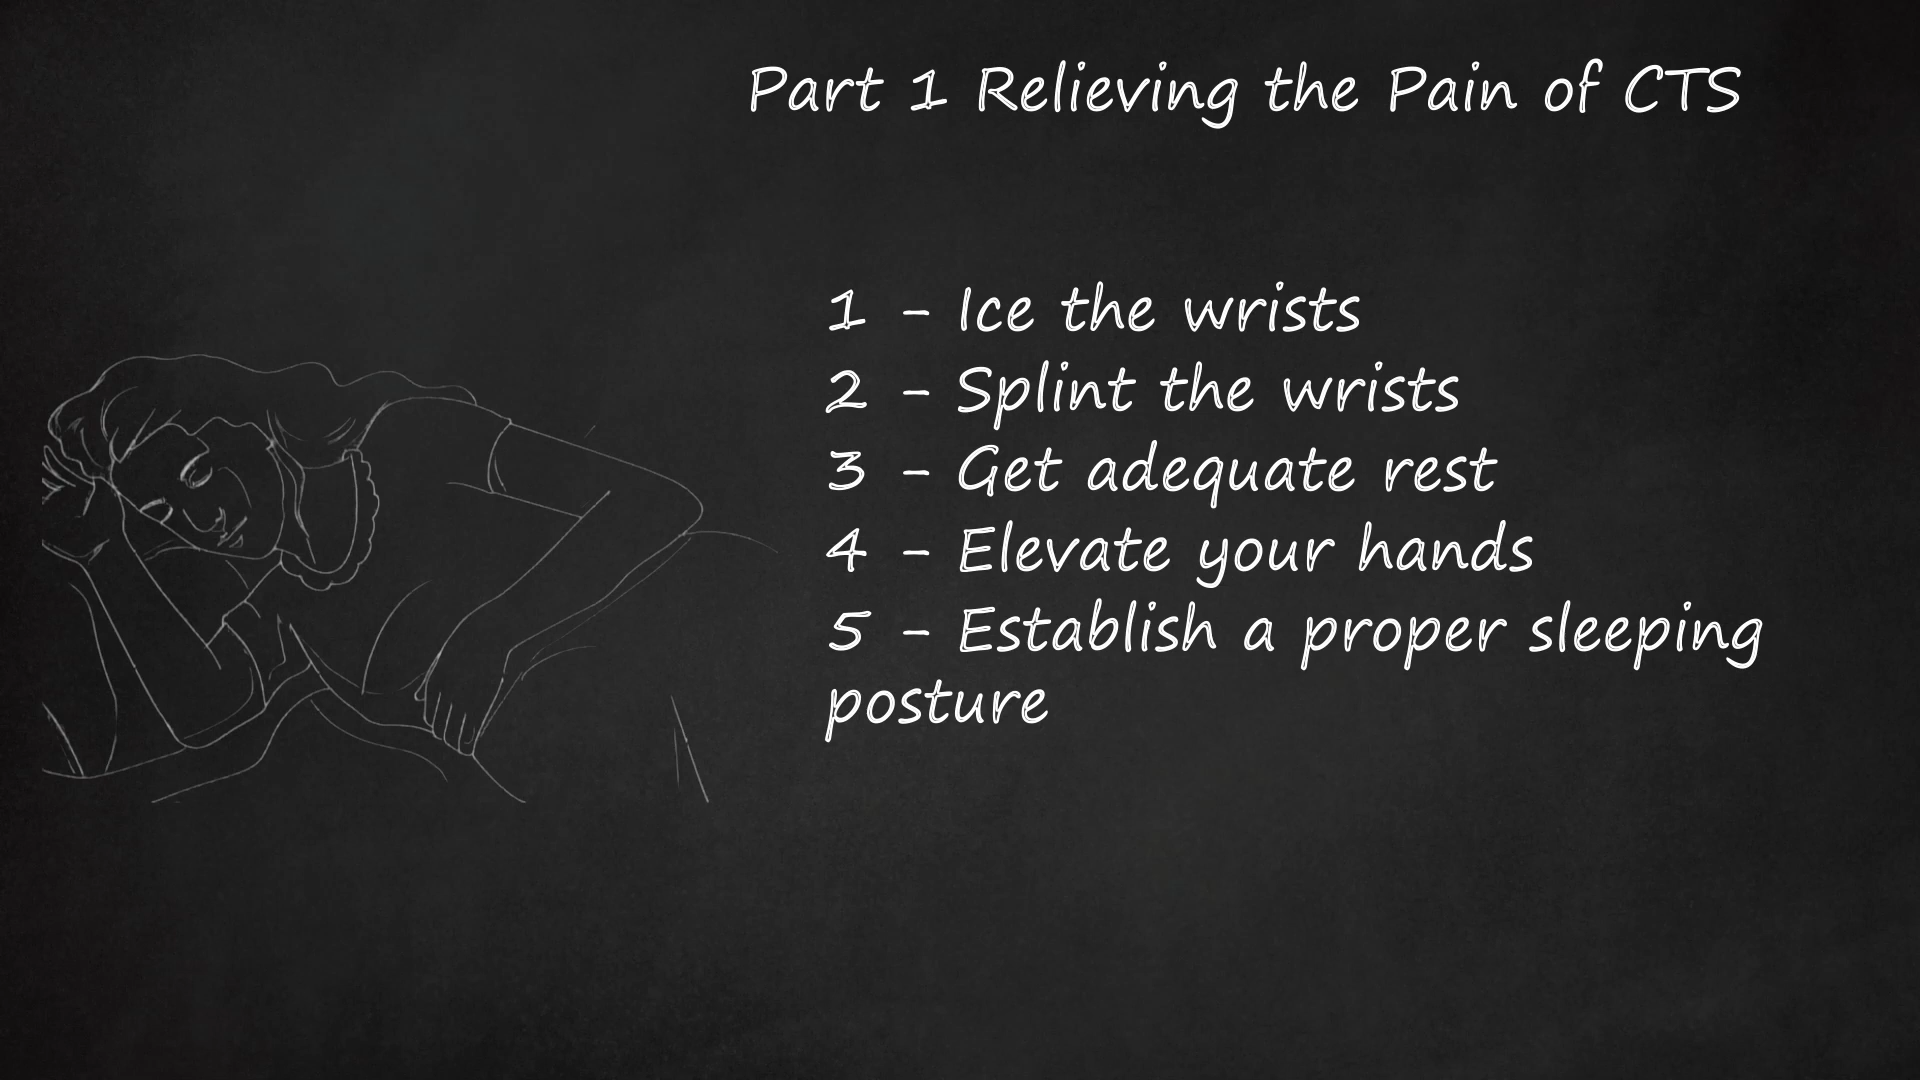 Part 1 Relieving the Pain of CTS
1 - Ice the wrists
2 - Splint the wrists
3 - Get adequate rest
4 - Elevate your hands
5 - Establish a proper sleeping
posture